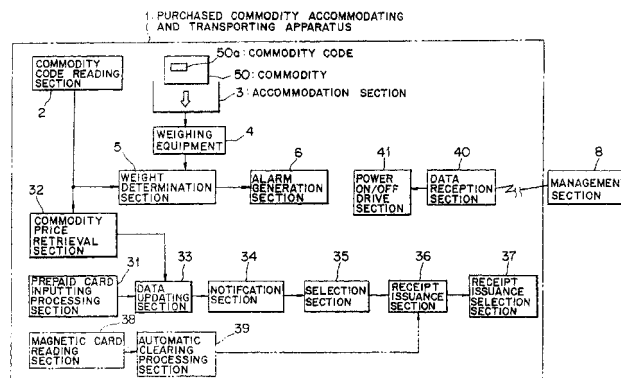 1: PURCHASED COMMODITY ACCOMMODATING
AND TRANSPORTING APPARATUS
COMMODITY
CODE READING
SECTION
2
50a: COMMODITY CODE
50: COMMODITY
3: ACCOMMODATION SECTION
WEIGHING
EQUIPMENT
4
5
WEIGHT
DETERMINATION
SECTION
6
ALARM
GENERATION
SECTION
41
POWER
ON/OFF
DRIVE
SECTION
40
DATA
RECEPTION
SECTION
8
MANAGEMENT
SECTION
32
COMMODITY
PRICE
RETRIEVAL
SECTION
31
PREPAID CARD
INPUTTING
PROCESSING
SECTION
33
DATA
UPDATING
SECTION
34
NOTIFCATION
SECTION
35
SELECTION
SECTION
36
RECEIPT
ISSUANCE
SECTION
37
RECEIPT
ISSUANCE
SELECTION
SECTION
38
MAGNETIC CARD
READING
SECTION
39
AUTOMATIC
CLEARING
PROCESSING
SECTION